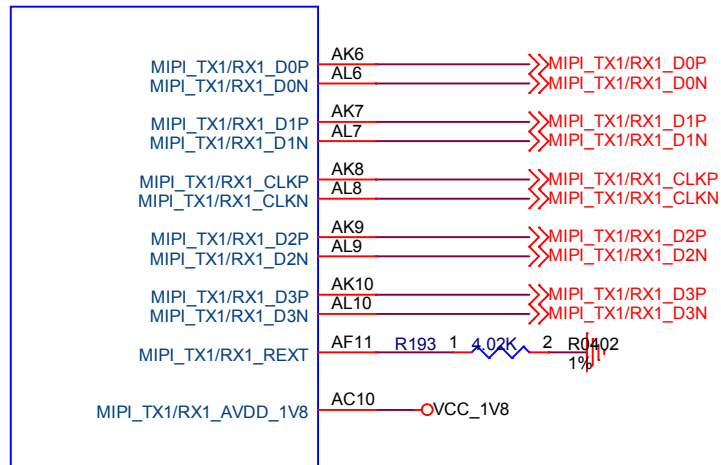 MIPI_TX1/RX1_D0P AK6 MIPI_TX1/RX1_D0P
MIPI_TX1/RX1_D0N AL6 MIPI_TX1/RX1_D0N
MIPI_TX1/RX1_D1P AK7 MIPI_TX1/RX1_D1P
MIPI_TX1/RX1_D1N AL7 MIPI_TX1/RX1_D1N
MIPI_TX1/RX1_CLKP AK8 MIPI_TX1/RX1_CLKP
MIPI_TX1/RX1_CLKN AL8 MIPI_TX1/RX1_CLKN
MIPI_TX1/RX1_D2P AK9 MIPI_TX1/RX1_D2P
MIPI_TX1/RX1_D2N AL9 MIPI_TX1/RX1_D2N
MIPI_TX1/RX1_D3P AK10 MIPI_TX1/RX1_D3P
MIPI_TX1/RX1_D3N AL10 MIPI_TX1/RX1_D3N
MIPI_TX1/RX1_REXT AF11 R193 1 4.02K 2 R0402
1%
MIPI_TX1/RX1_AVDD_1V8 AC10 VCC_1V8